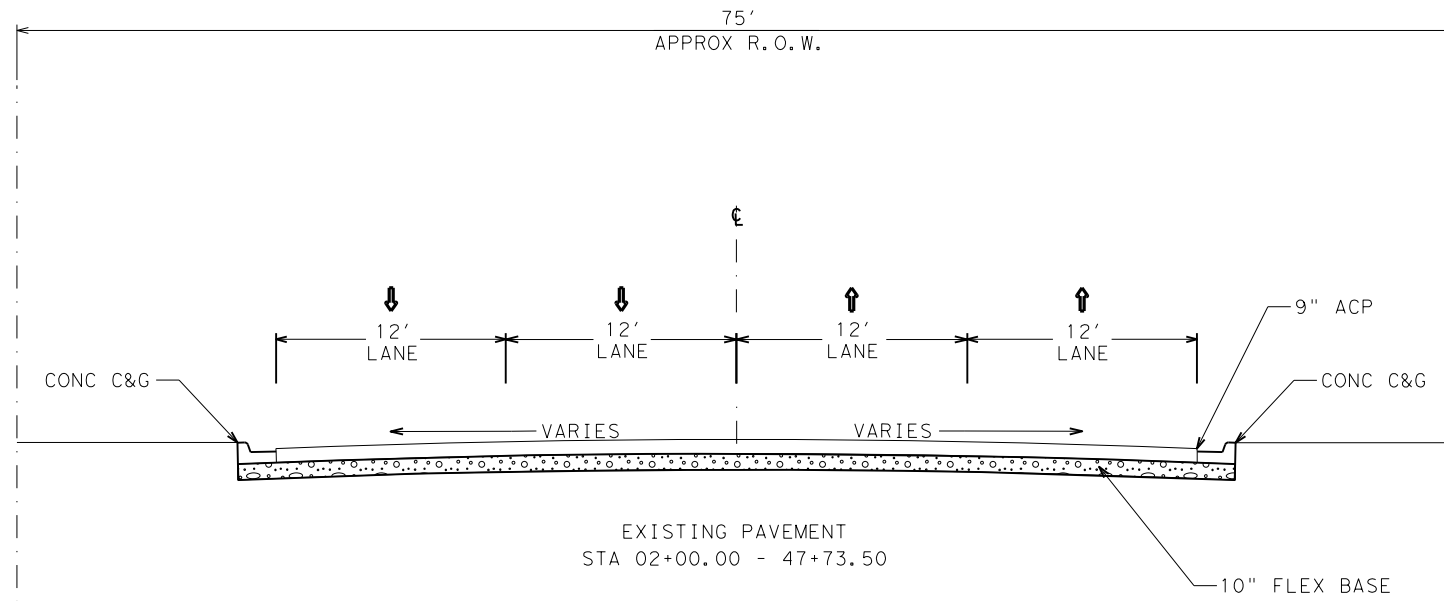 75'
APPROX R.O.W.
℄
12'
LANE
12'
LANE
12'
LANE
12'
LANE
9" ACP
CONC C&G
CONC C&G
VARIES
VARIES
EXISTING PAVEMENT
STA 02+00.00 - 47+73.50
10" FLEX BASE